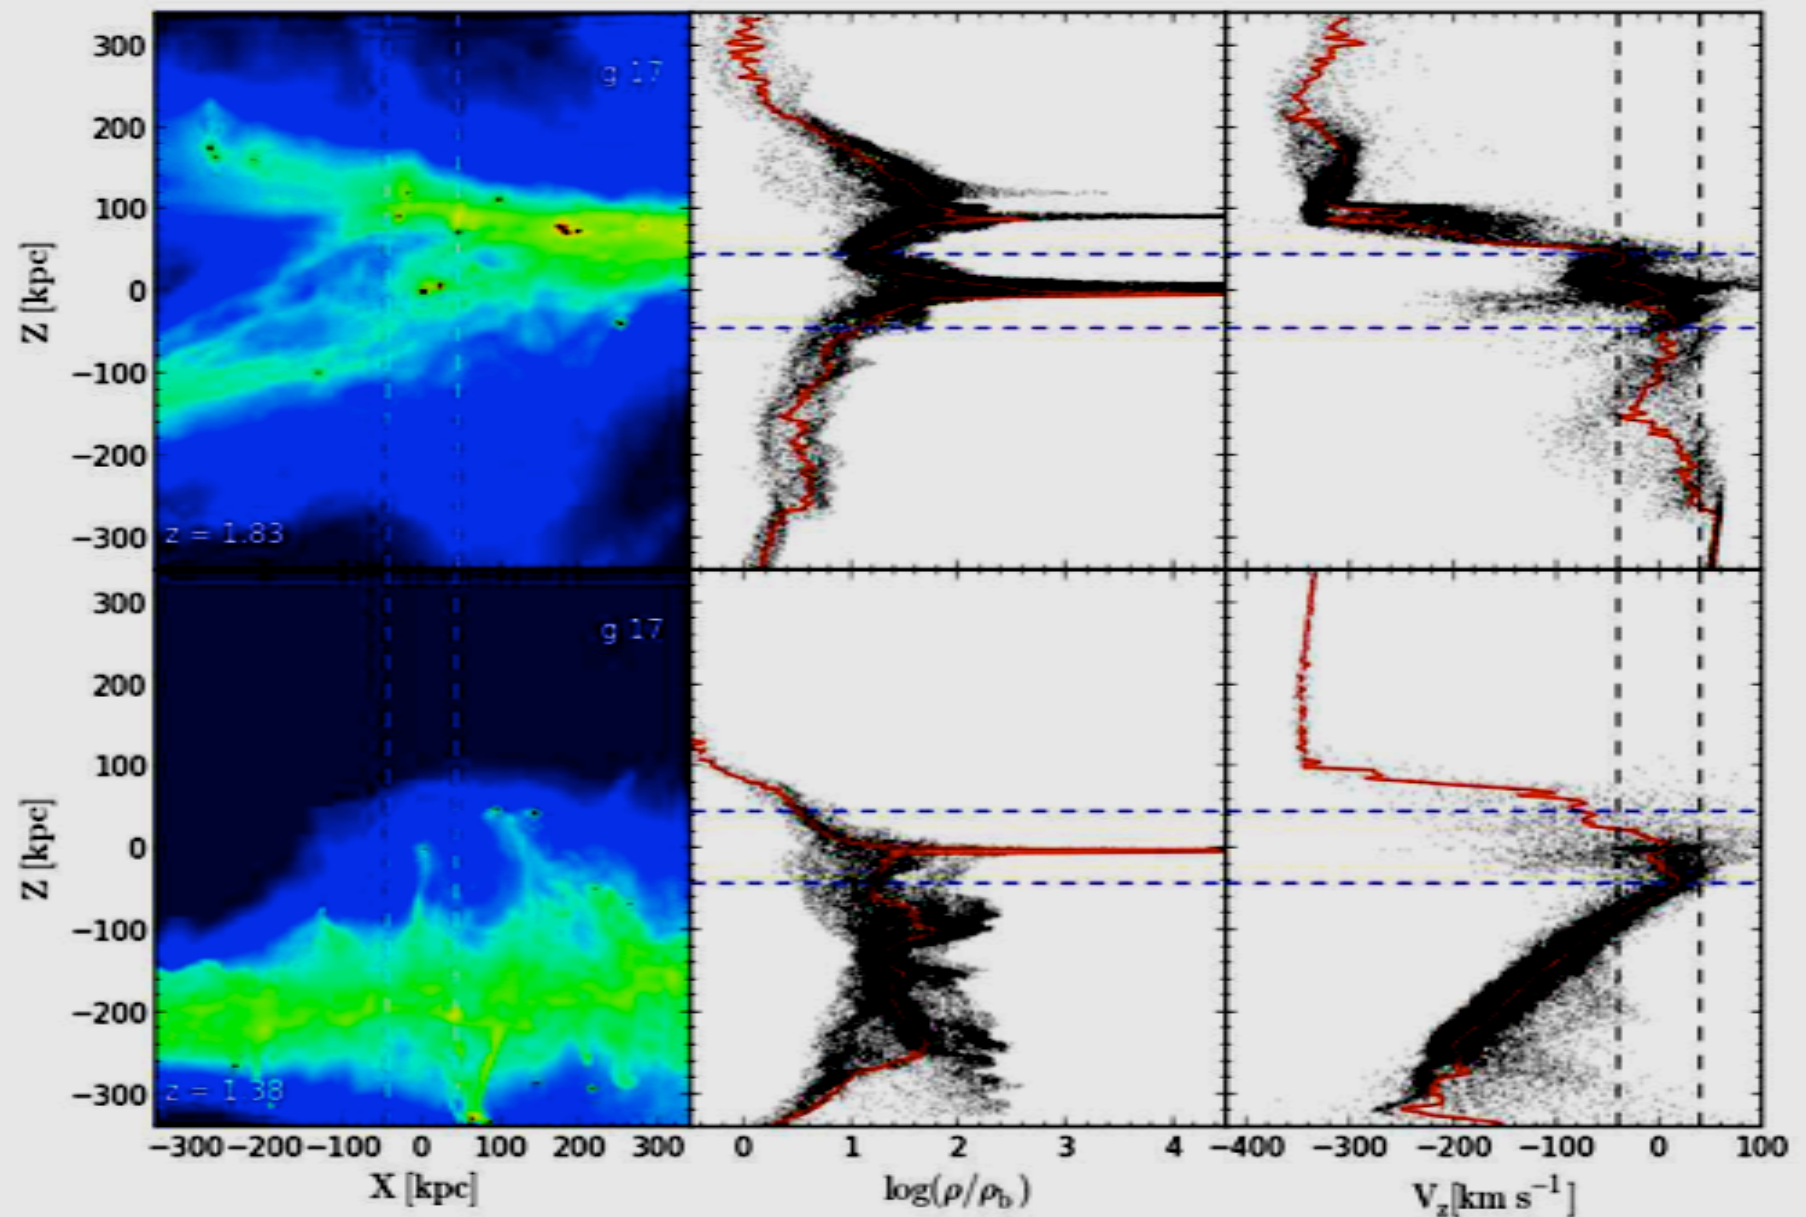 300
200
100
0
−100
−200
−300
Z [kpc]
g 17
z = 1.83
300
200
100
0
−100
−200
−300
Z [kpc]
g 17
z = 1.38
−300 −200 −100 0 100 200 300
X [kpc]
0 1 2 3 4
log(ρ/ρb)
−400 −300 −200 −100 0 100
Vz[km s−1]